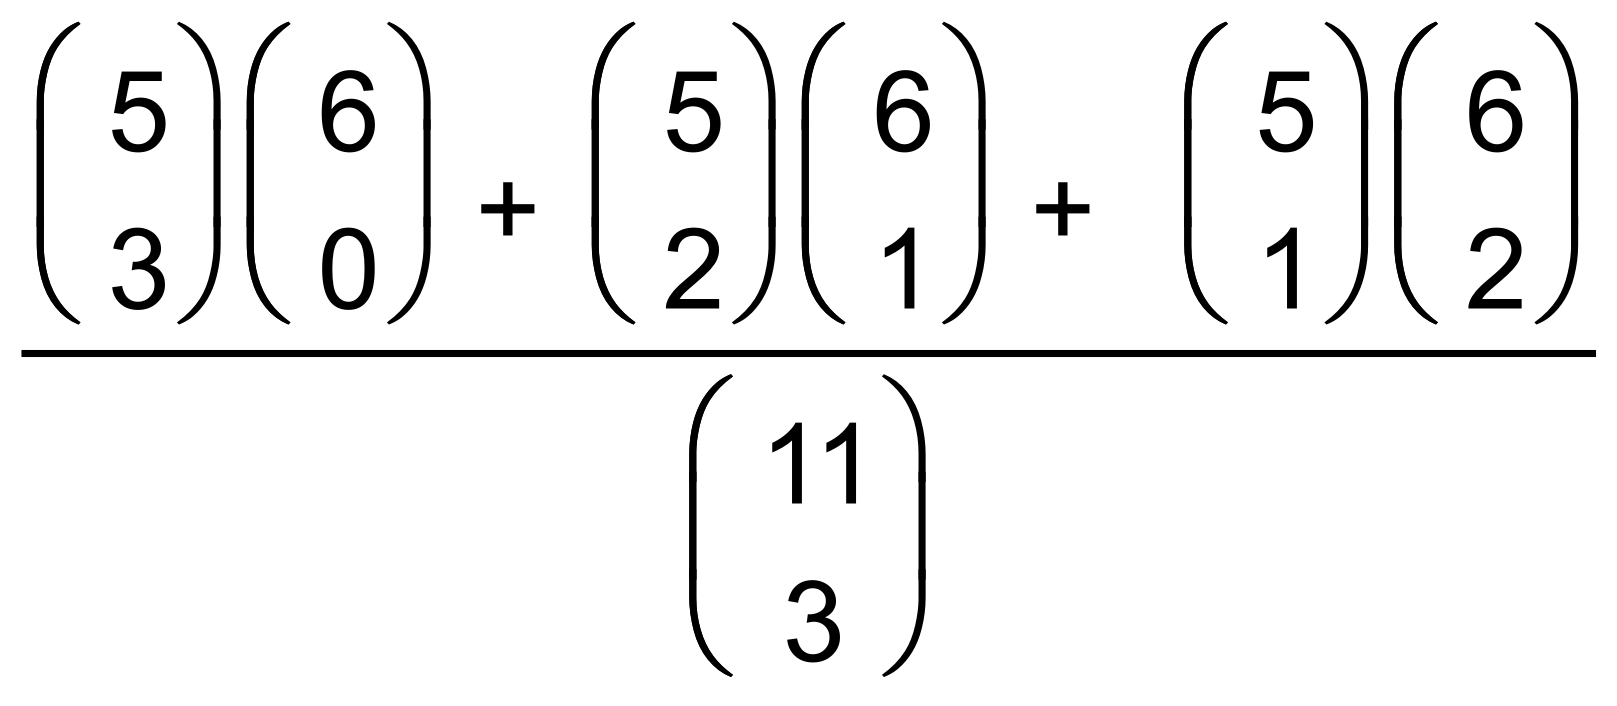 (5 3)(6 0) + (5 2)(6 1) + (5 1)(6 2)
(11 3)